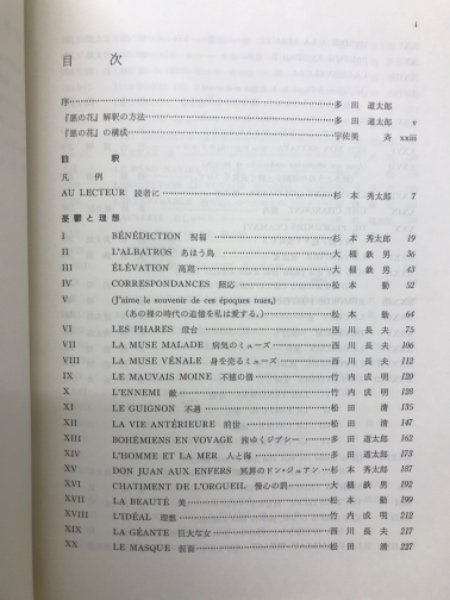 i
目 次
序 多田 道太郎
『悪の花』解釈の方法 多田 道太郎 v
『悪の花』の構成 宇佐美 斉 xxiii
註 釈
凡 例
AU LECTEUR 読者に 杉本 秀太郎 7
憂鬱と理想
I BÉNÉDICTION 祝福 杉本 秀太郎 19
II L'ALBATROS あほう鳥 大槻 鉄男 36
III ÉLÉVATION 高翔 大槻 鉄男 43
IV CORRESPONDANCES 照応 松本 勤 52
V (J'aime le souvenir de ces époques nues,)
(あの裸の時代の追憶を私は愛する,) 松本 勤 64
VI LES PHARES 燈台 西川 長夫 75
VII LA MUSE MALADE 病気のミューズ 西川 長夫 106
VIII LA MUSE VÉNALE 身を売るミューズ 西川 長夫 112
IX LE MAUVAIS MOINE 不徳の僧 竹内 成明 120
X L'ENNEMI 敵 竹内 成明 128
XI LE GUIGNON 不遇 松田 清 135
XII LA VIE ANTÉRIEURE 前世 松田 清 147
XIII BOHÉMIENS EN VOYAGE 旅ゆくジプシー 多田 道太郎 162
XIV L'HOMME ET LA MER 人と海 多田 道太郎 173
XV DON JUAN AUX ENFERS 冥界のドン・ジュアン 杉本 秀太郎 187
XVI CHATIMENT DE L'ORGUEIL 慢心の罰 大槻 鉄男 192
XVII LA BEAUTÉ 美 松本 勤 199
XVIII L'IDÉAL 理想 竹内 成明 212
XIX LA GÉANTE 巨大な女 西川 長夫 217
XX LE MASQUE 仮面 松田 清 227